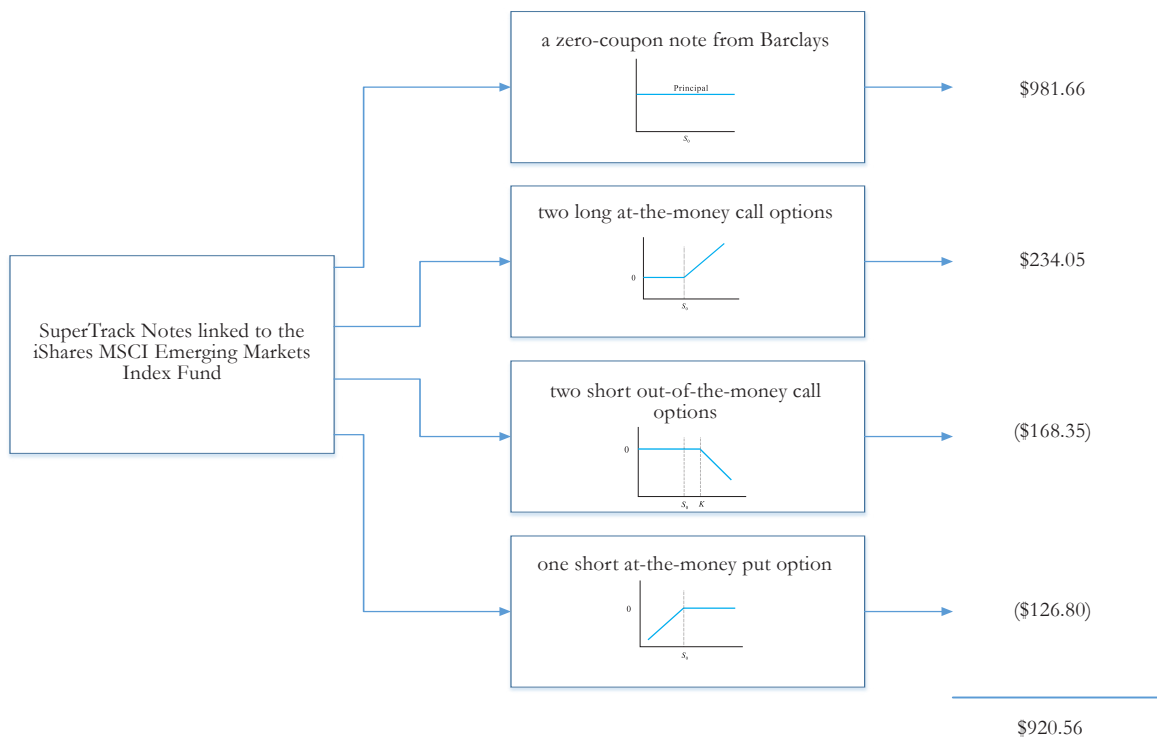 a zero-coupon note from Barclays
Principal
S₀
$981.66
two long at-the-money call options
0
S₀
$234.05
SuperTrack Notes linked to the
iShares MSCI Emerging Markets
Index Fund
two short out-of-the-money call
options
0
S₀ K
($168.35)
one short at-the-money put option
0
S₀
($126.80)
$920.56